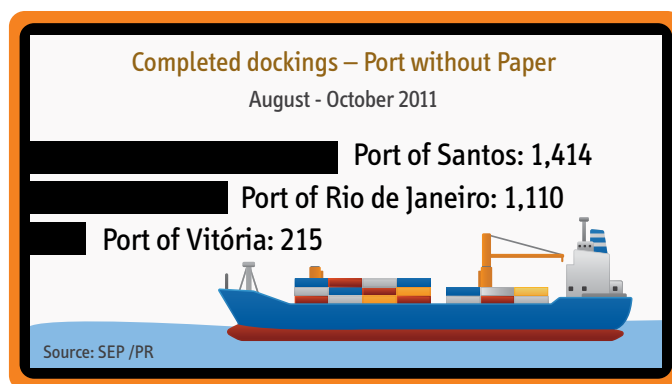 Completed dockings – Port without Paper
August - October 2011
Port of Santos: 1,414
Port of Rio de Janeiro: 1,110
Port of Vitória: 215
Source: SEP /PR